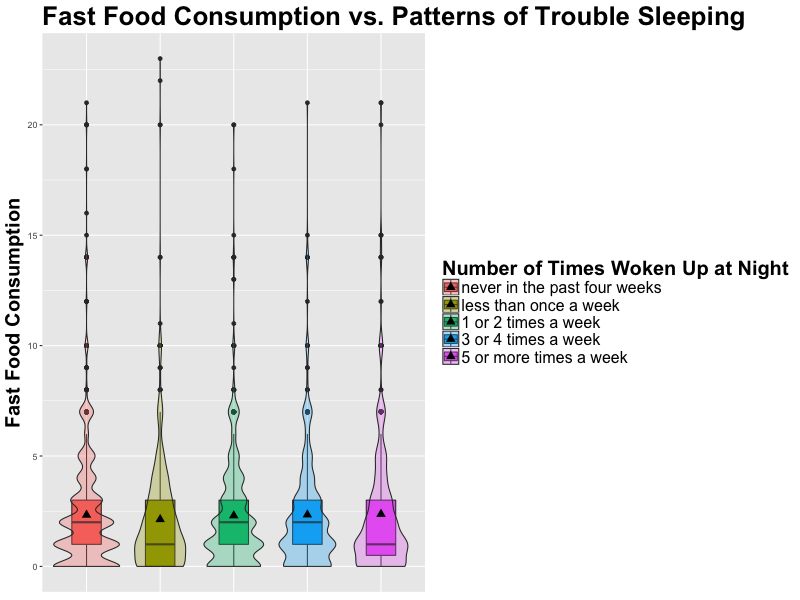 Fast Food Consumption vs. Patterns of Trouble Sleeping
Fast Food Consumption
20
15
10
5
0
Number of Times Woken Up at Night
never in the past four weeks
less than once a week
1 or 2 times a week
3 or 4 times a week
5 or more times a week